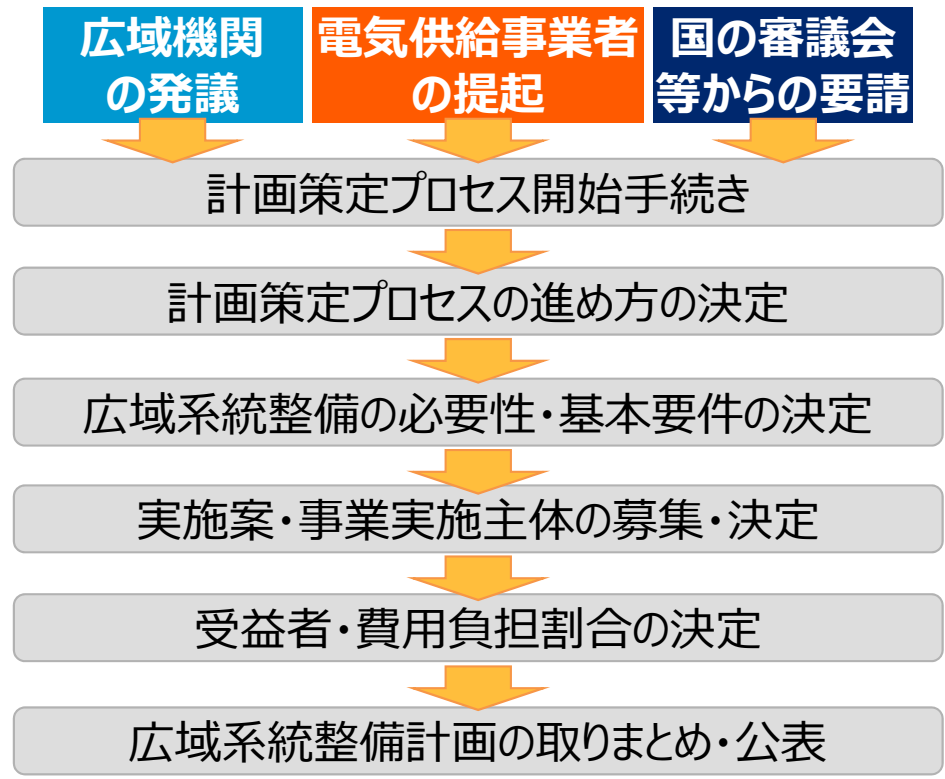 広域機関
の発議
電気供給事業者
の提起
国の審議会
等からの要請
計画策定プロセス開始手続き
計画策定プロセスの進め方の決定
広域系統整備の必要性・基本要件の決定
実施案・事業実施主体の募集・決定
受益者・費用負担割合の決定
広域系統整備計画の取りまとめ・公表